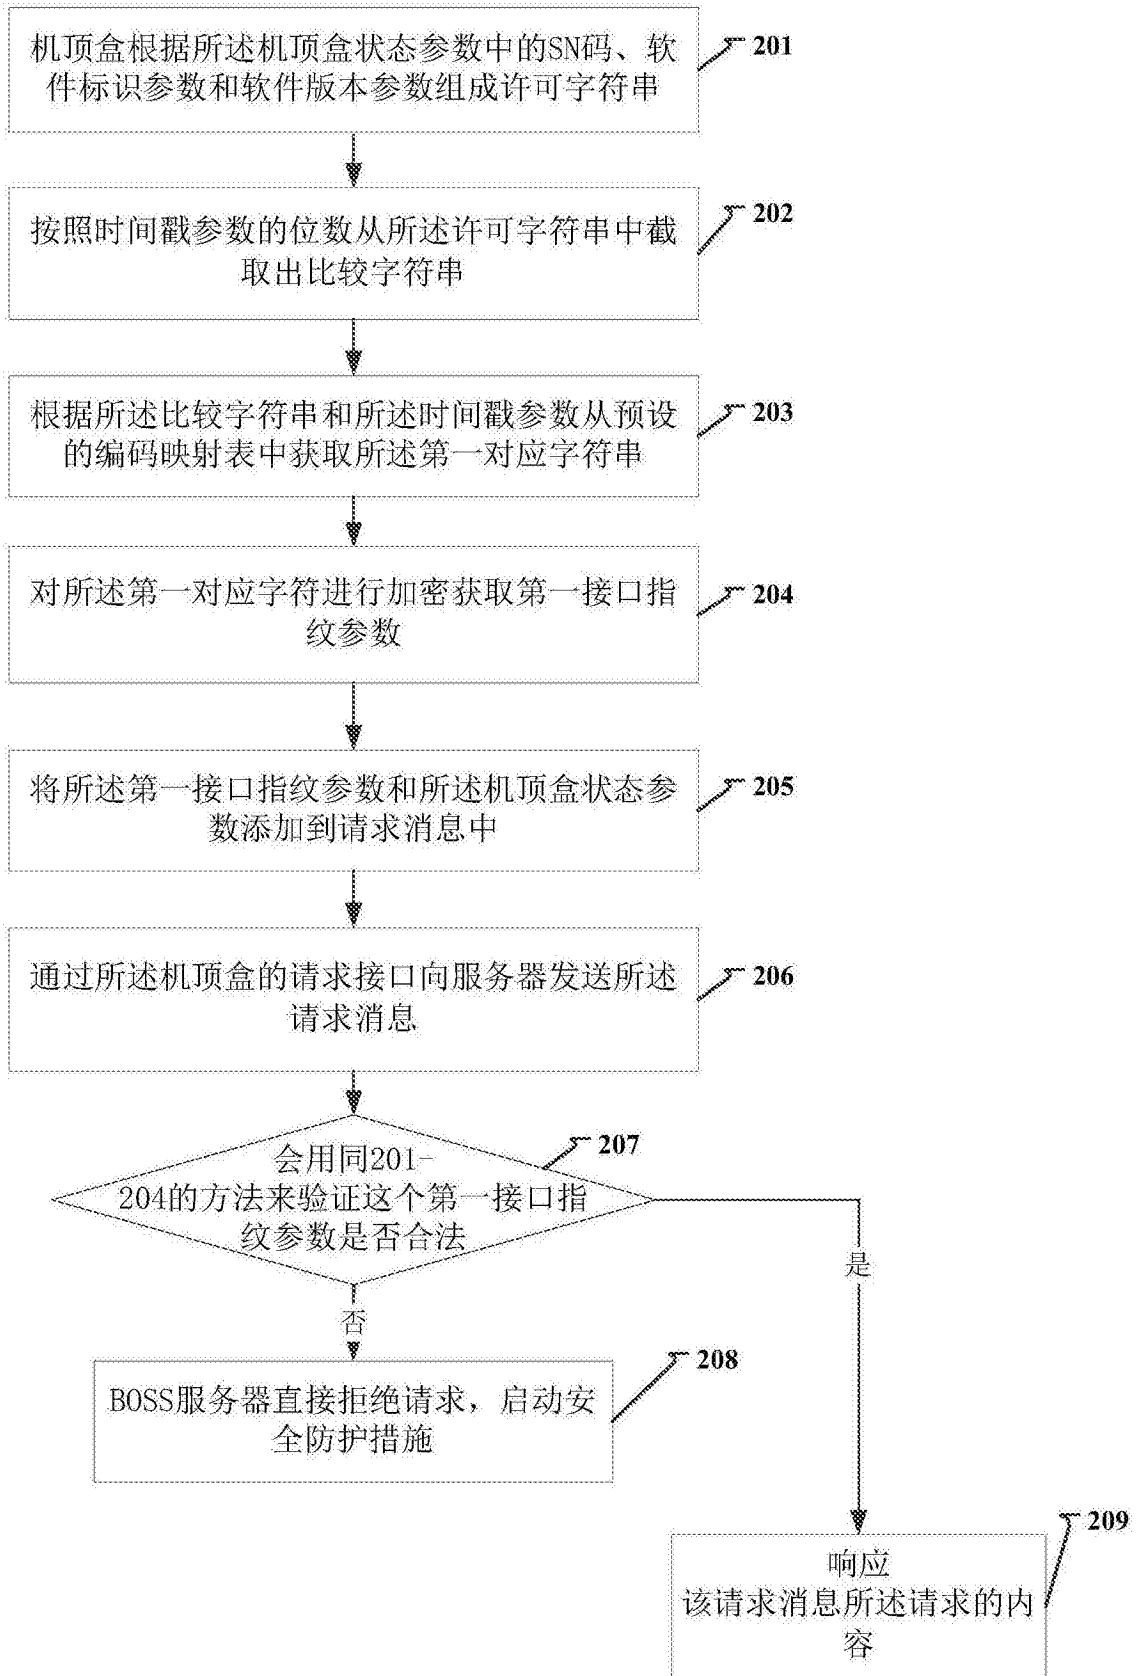 机顶盒根据所述机顶盒状态参数中的SN码、软
件标识参数和软件版本参数组成许可字符串
201
按照时间戳参数的位数从所述许可字符串中截
取出比较字符串
202
根据所述比较字符串和所述时间戳参数从预设
的编码映射表中获取所述第一对应字符串
203
对所述第一对应字符进行加密获取第一接口指
纹参数
204
将所述第一接口指纹参数和所述机顶盒状态参
数添加到请求消息中
205
通过所述机顶盒的请求接口向服务器发送所述
请求消息
206
会用同201-
204的方法来验证这个第一接口指
纹参数是否合法
207
是
否
BOSS服务器直接拒绝请求，启动安
全防护措施
208
响应
该请求消息所述请求的内
容
209